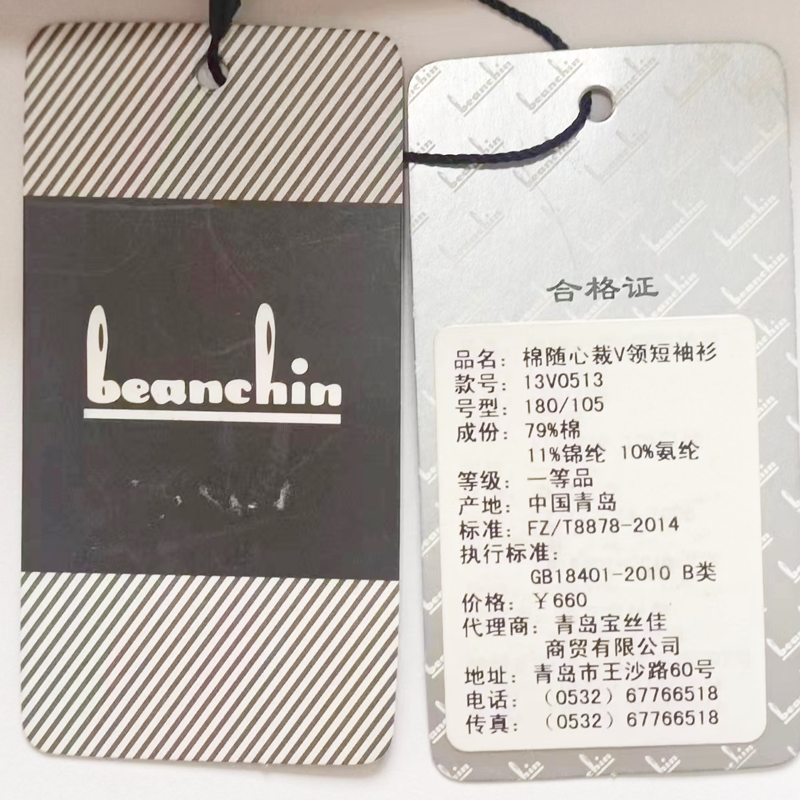 beanchin
合格证
品名：棉随心裁V领短袖衫
款号：13V0513
号型：180/105
成份：79%棉
11%锦纶 10%氨纶
等级：一等品
产地：中国青岛
标准：FZ/T8878-2014
执行标准：
GB18401-2010 B类
价格：￥660
代理商：青岛宝丝佳
商贸有限公司
地址：青岛市王沙路60号
电话：（0532）67766518
传真：（0532）67766518